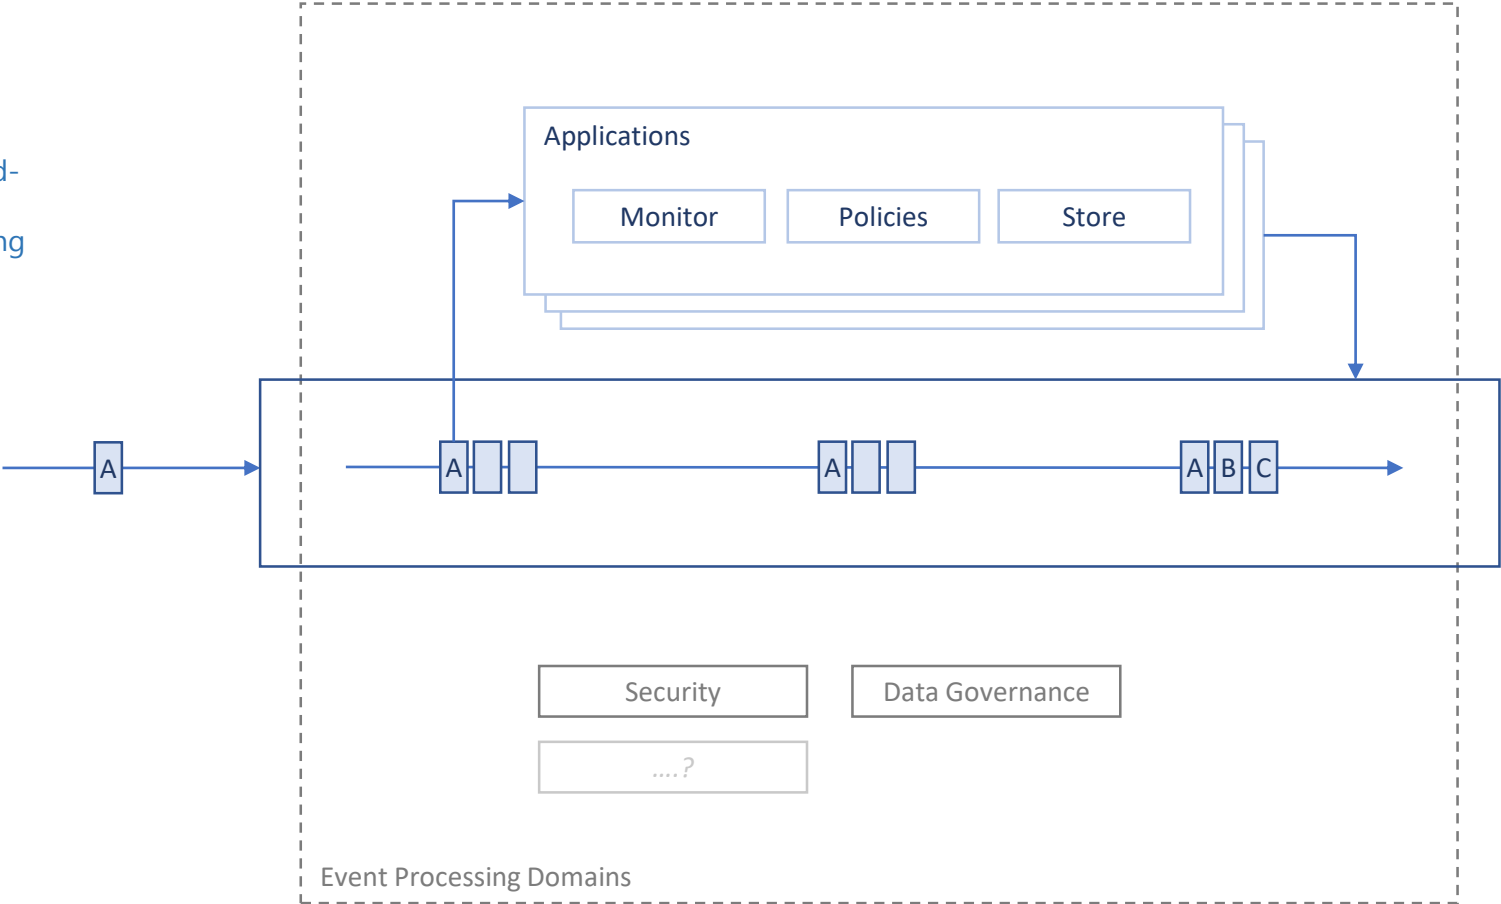 Applications
Monitor
Policies
Store
A
A
A
A B C
Security
Data Governance
....?
Event Processing Domains